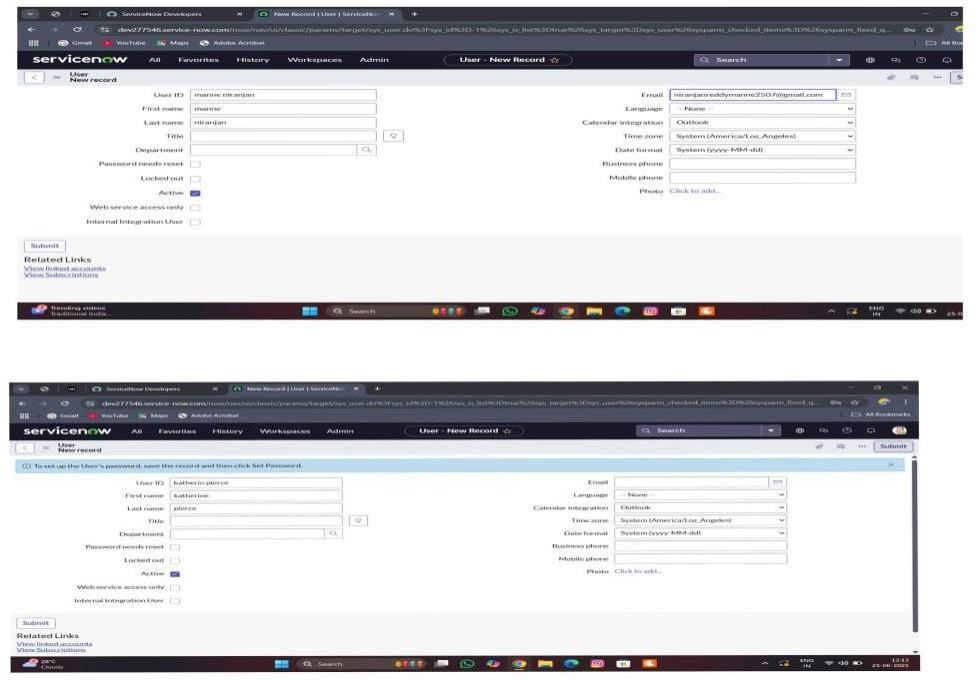 ServiceNow Developers
New Record | User | ServiceNo
dev277546.service-now.com/now/nav/ui/classic/params/target/sys_user.do%3Fsys_id%3D-1%26sys_is_list%3Dtrue%26sys_target%3Dsys_user%26sysparm_checked_items%3D%26sysparm_fixed_q...
Gmail YouTube Maps Adobe Acrobat
servicenow All Favorites History Workspaces Admin User - New Record Search
User
New record
User ID manne niranjan
First name manne
Last name niranjan
Title
Department
Password needs reset
Locked out
Active
Web service access only
Internal Integration User
Email niranjanreddymanne2507@gmail.com
Language -- None --
Calendar integration Outlook
Time zone System (America/Los_Angeles)
Date format System (yyyy-MM-dd)
Business phone
Mobile phone
Photo Click to add...
Submit
Related Links
View linked accounts
View Subscriptions
Trending videos
Traditional India...
Search
ENG
IN
ServiceNow Developers
New Record | User | ServiceNo
dev277546.service-now.com/now/nav/ui/classic/params/target/sys_user.do%3Fsys_id%3D-1%26sys_is_list%3Dtrue%26sys_target%3Dsys_user%26sysparm_checked_items%3D%26sysparm_fixed_q...
Gmail YouTube Maps Adobe Acrobat All Bookmarks
servicenow All Favorites History Workspaces Admin User - New Record Search
User
New record
Submit
To set up the User's password, save the record and then click Set Password.
User ID katherin pierce
First name katherine
Last name pierce
Title
Department
Password needs reset
Locked out
Active
Web service access only
Internal Integration User
Email
Language -- None --
Calendar integration Outlook
Time zone System (America/Los_Angeles)
Date format System (yyyy-MM-dd)
Business phone
Mobile phone
Photo Click to add...
Submit
Related Links
View linked accounts
View Subscriptions
28°C
Cloudy
Search
ENG
IN
12:13
25-06-2025